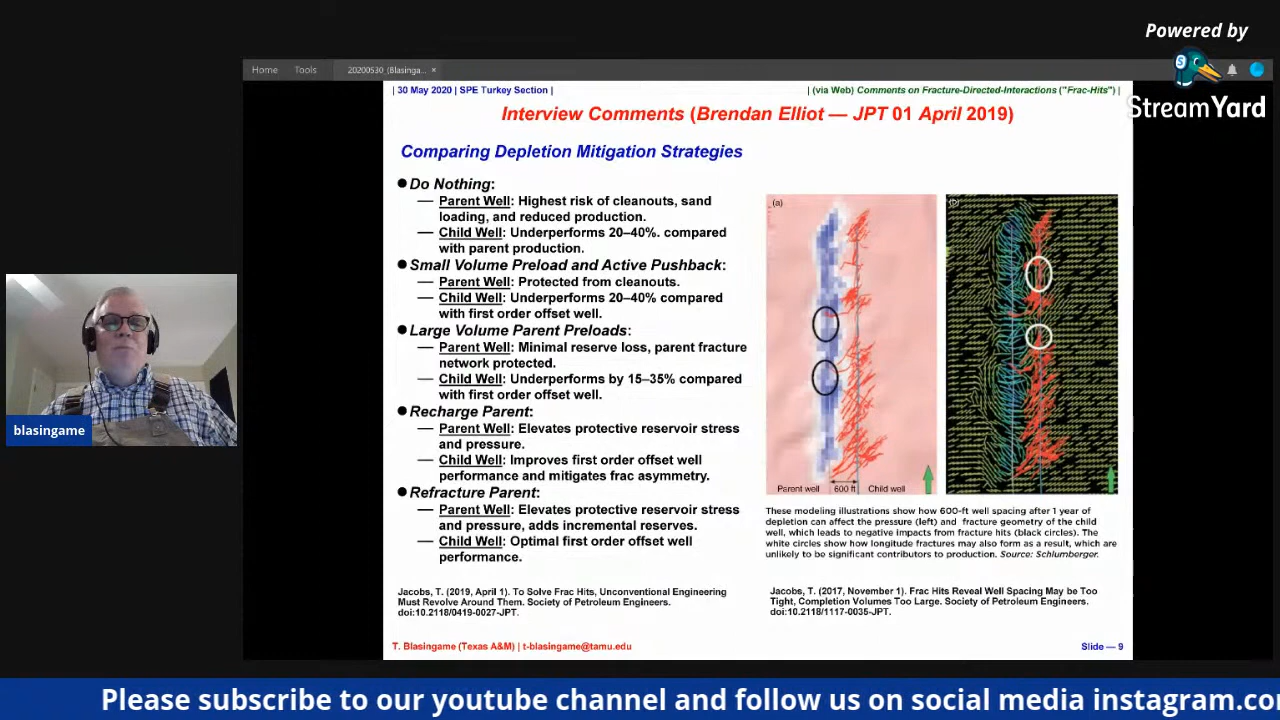 Powered by
StreamYard
Home Tools 20200530_(Blasinga... ×
| 30 May 2020 | SPE Turkey Section |
| (via Web) Comments on Fracture-Directed-Interactions ("Frac-Hits") |
Interview Comments (Brendan Elliot — JPT 01 April 2019)
Comparing Depletion Mitigation Strategies
●Do Nothing:
— Parent Well: Highest risk of cleanouts, sand
loading, and reduced production.
— Child Well: Underperforms 20–40%. compared
with parent production.
●Small Volume Preload and Active Pushback:
— Parent Well: Protected from cleanouts.
— Child Well: Underperforms 20–40% compared
with first order offset well.
●Large Volume Parent Preloads:
— Parent Well: Minimal reserve loss, parent fracture
network protected.
— Child Well: Underperforms by 15–35% compared
with first order offset well.
●Recharge Parent:
— Parent Well: Elevates protective reservoir stress
and pressure.
— Child Well: Improves first order offset well
performance and mitigates frac asymmetry.
●Refracture Parent:
— Parent Well: Elevates protective reservoir stress
and pressure, adds incremental reserves.
— Child Well: Optimal first order offset well
performance.
(a)
(b)
Parent well 600 ft Child well
These modeling illustrations show how 600-ft well spacing after 1 year of
depletion can affect the pressure (left) and fracture geometry of the child
well, which leads to negative impacts from fracture hits (black circles). The
white circles show how longitude fractures may also form as a result, which are
unlikely to be significant contributors to production. Source: Schlumberger.
Jacobs, T. (2019, April 1). To Solve Frac Hits, Unconventional Engineering
Must Revolve Around Them. Society of Petroleum Engineers.
doi:10.2118/0419-0027-JPT.
Jacobs, T. (2017, November 1). Frac Hits Reveal Well Spacing May be Too
Tight, Completion Volumes Too Large. Society of Petroleum Engineers.
doi:10.2118/1117-0035-JPT.
T. Blasingame (Texas A&M) | t-blasingame@tamu.edu
Slide — 9
blasingame
Please subscribe to our youtube channel and follow us on social media instagram.co